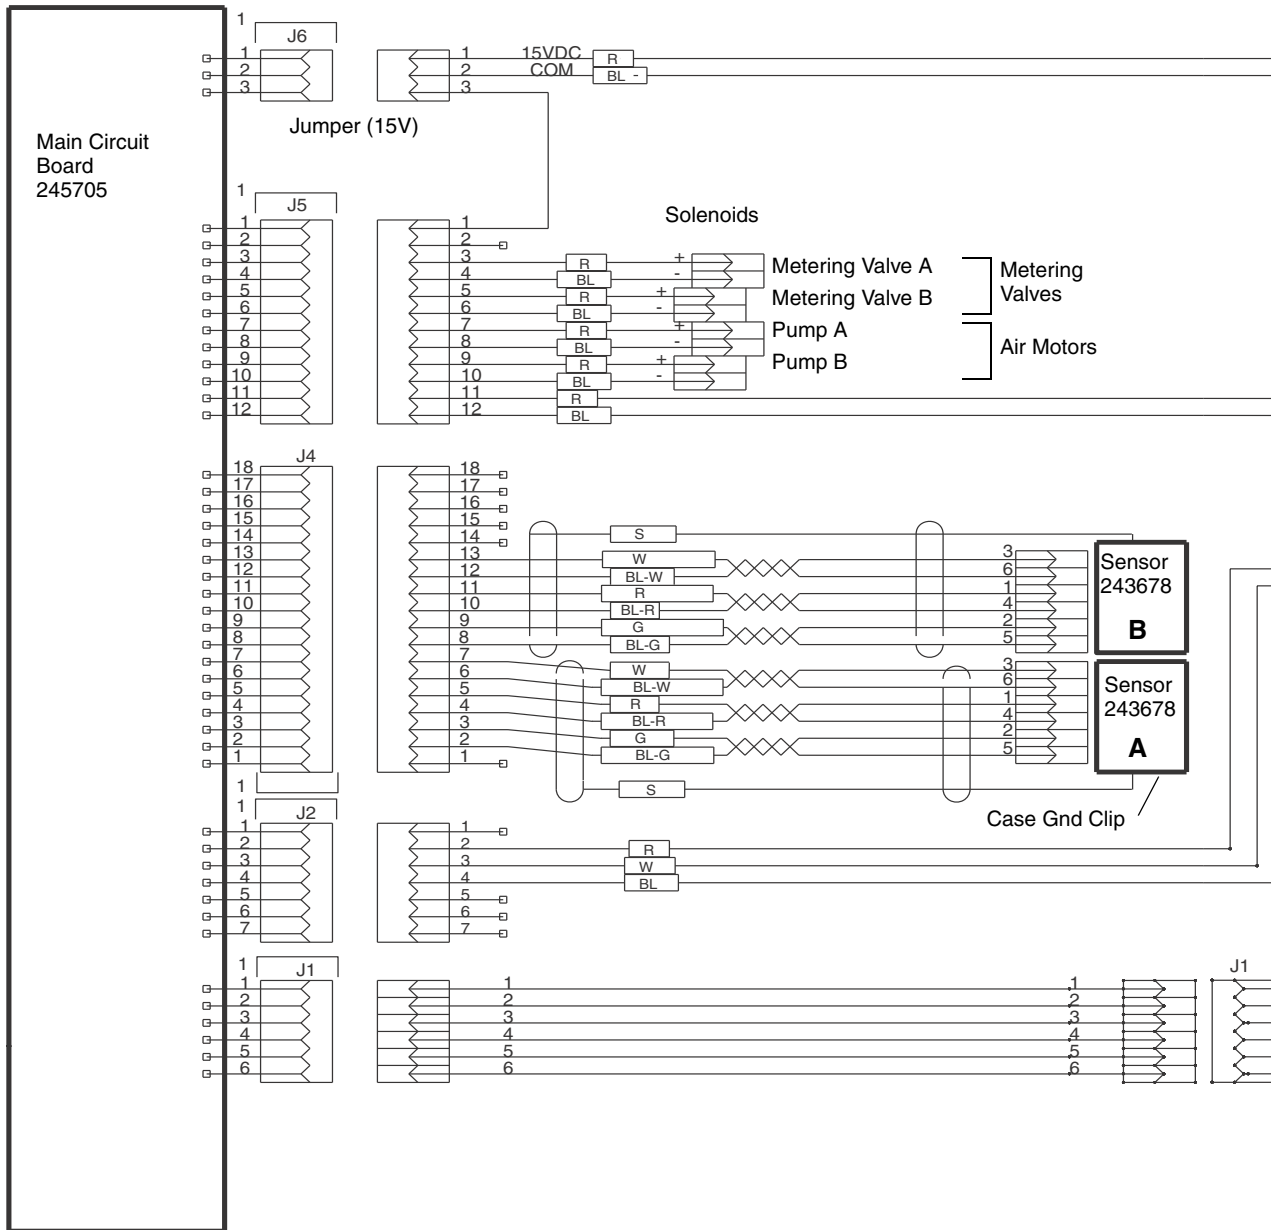 1
J6
1 1 15VDC R
2 2 COM BL -
3 3
Jumper (15V)
Main Circuit
Board
245705
1
J5
Solenoids
1 1
2 2
3 3 R + Metering Valve A
4 4 BL -
5 5 R + Metering Valve B
6 6 BL -
7 7 R + Pump A
8 8 BL -
9 9 R + Pump B
10 10 BL -
11 11 R
12 12 BL
Metering
Valves
Air Motors
J4
18 18
17 17
16 16
15 15
14 14
S
13 13 W 3
12 12 BL-W 6
11 11 R 1
10 10 BL-R 4
9 9 G 2
8 8 BL-G 5
Sensor
243678
B
7 7 W 3
6 6 BL-W 6
5 5 R 1
4 4 BL-R 4
3 3 G 2
2 2 BL-G 5
1 1
Sensor
243678
A
S
Case Gnd Clip
1
1
J2
1 1
2 2 R
3 3 W
4 4 BL
5 5
6 6
7 7
1
J1
J1
1 1 1
2 2 2
3 3 3
4 4 4
5 5 5
6 6 6